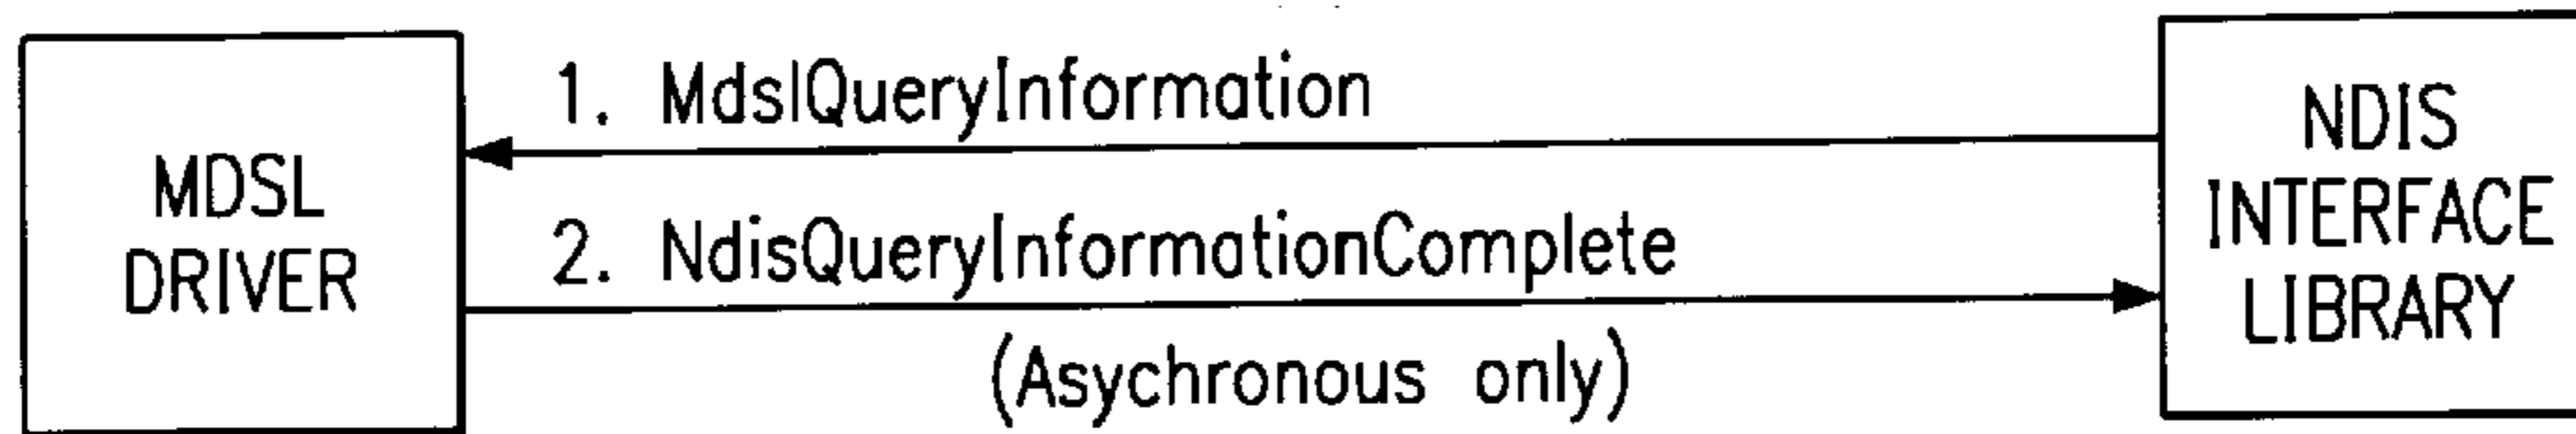 MDSL
DRIVER
1. MdslQueryInformation
2. NdisQueryInformationComplete
(Asychronous only)
NDIS
INTERFACE
LIBRARY